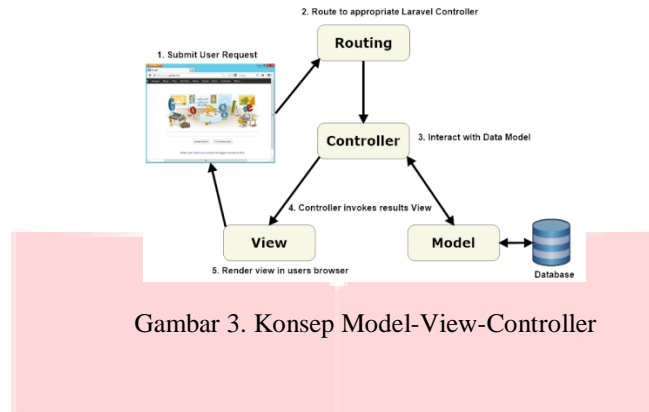 2. Route to appropriate Laravel Controller
Routing
1. Submit User Request
Controller
3. Interact with Data Model
4. Controller invokes results View
View
Model
5. Render view in users browser
Database
Gambar 3. Konsep Model-View-Controller